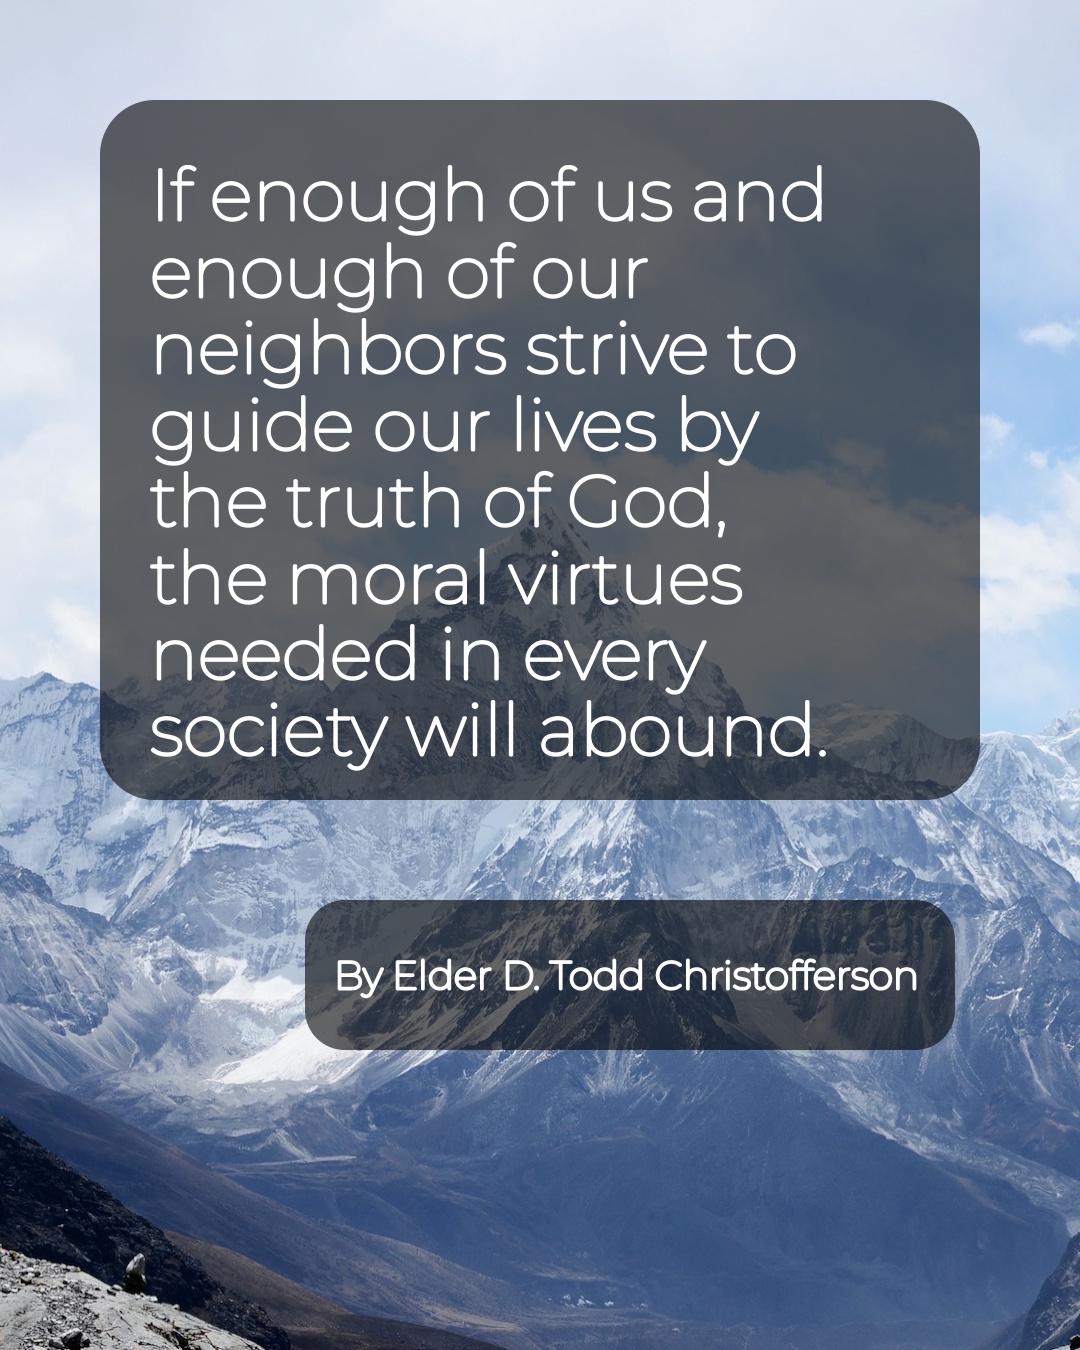 If enough of us and
enough of our
neighbors strive to
guide our lives by
the truth of God,
the moral virtues
needed in every
society will abound.
By Elder D. Todd Christofferson